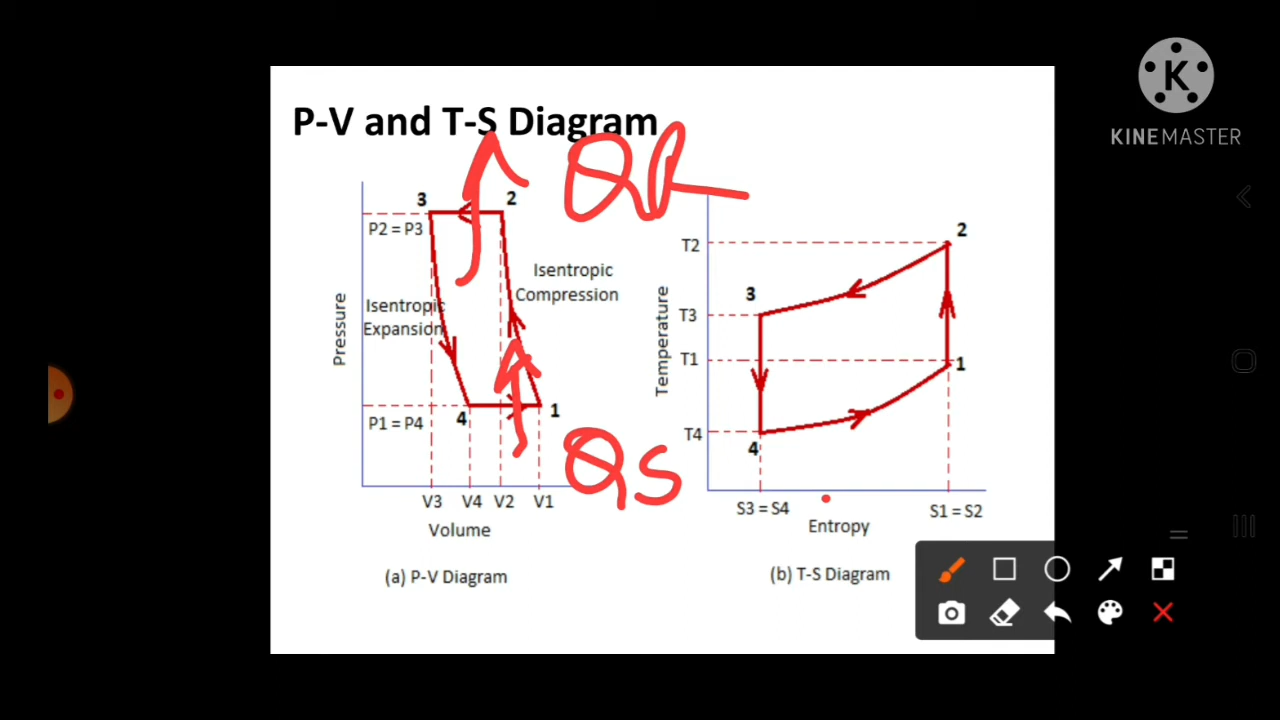 P-V and T-S Diagram
KINEMASTER
K
QR
3
2
P2 = P3
Isentropic
Compression
Isentropic
Expansion
Pressure
4
1
P1 = P4
QS
V3 V4 V2 V1
Volume
(a) P-V Diagram
2
T2
3
T3
Temperature
T1
1
T4
4
S3 = S4
S1 = S2
Entropy
(b) T-S Diagram